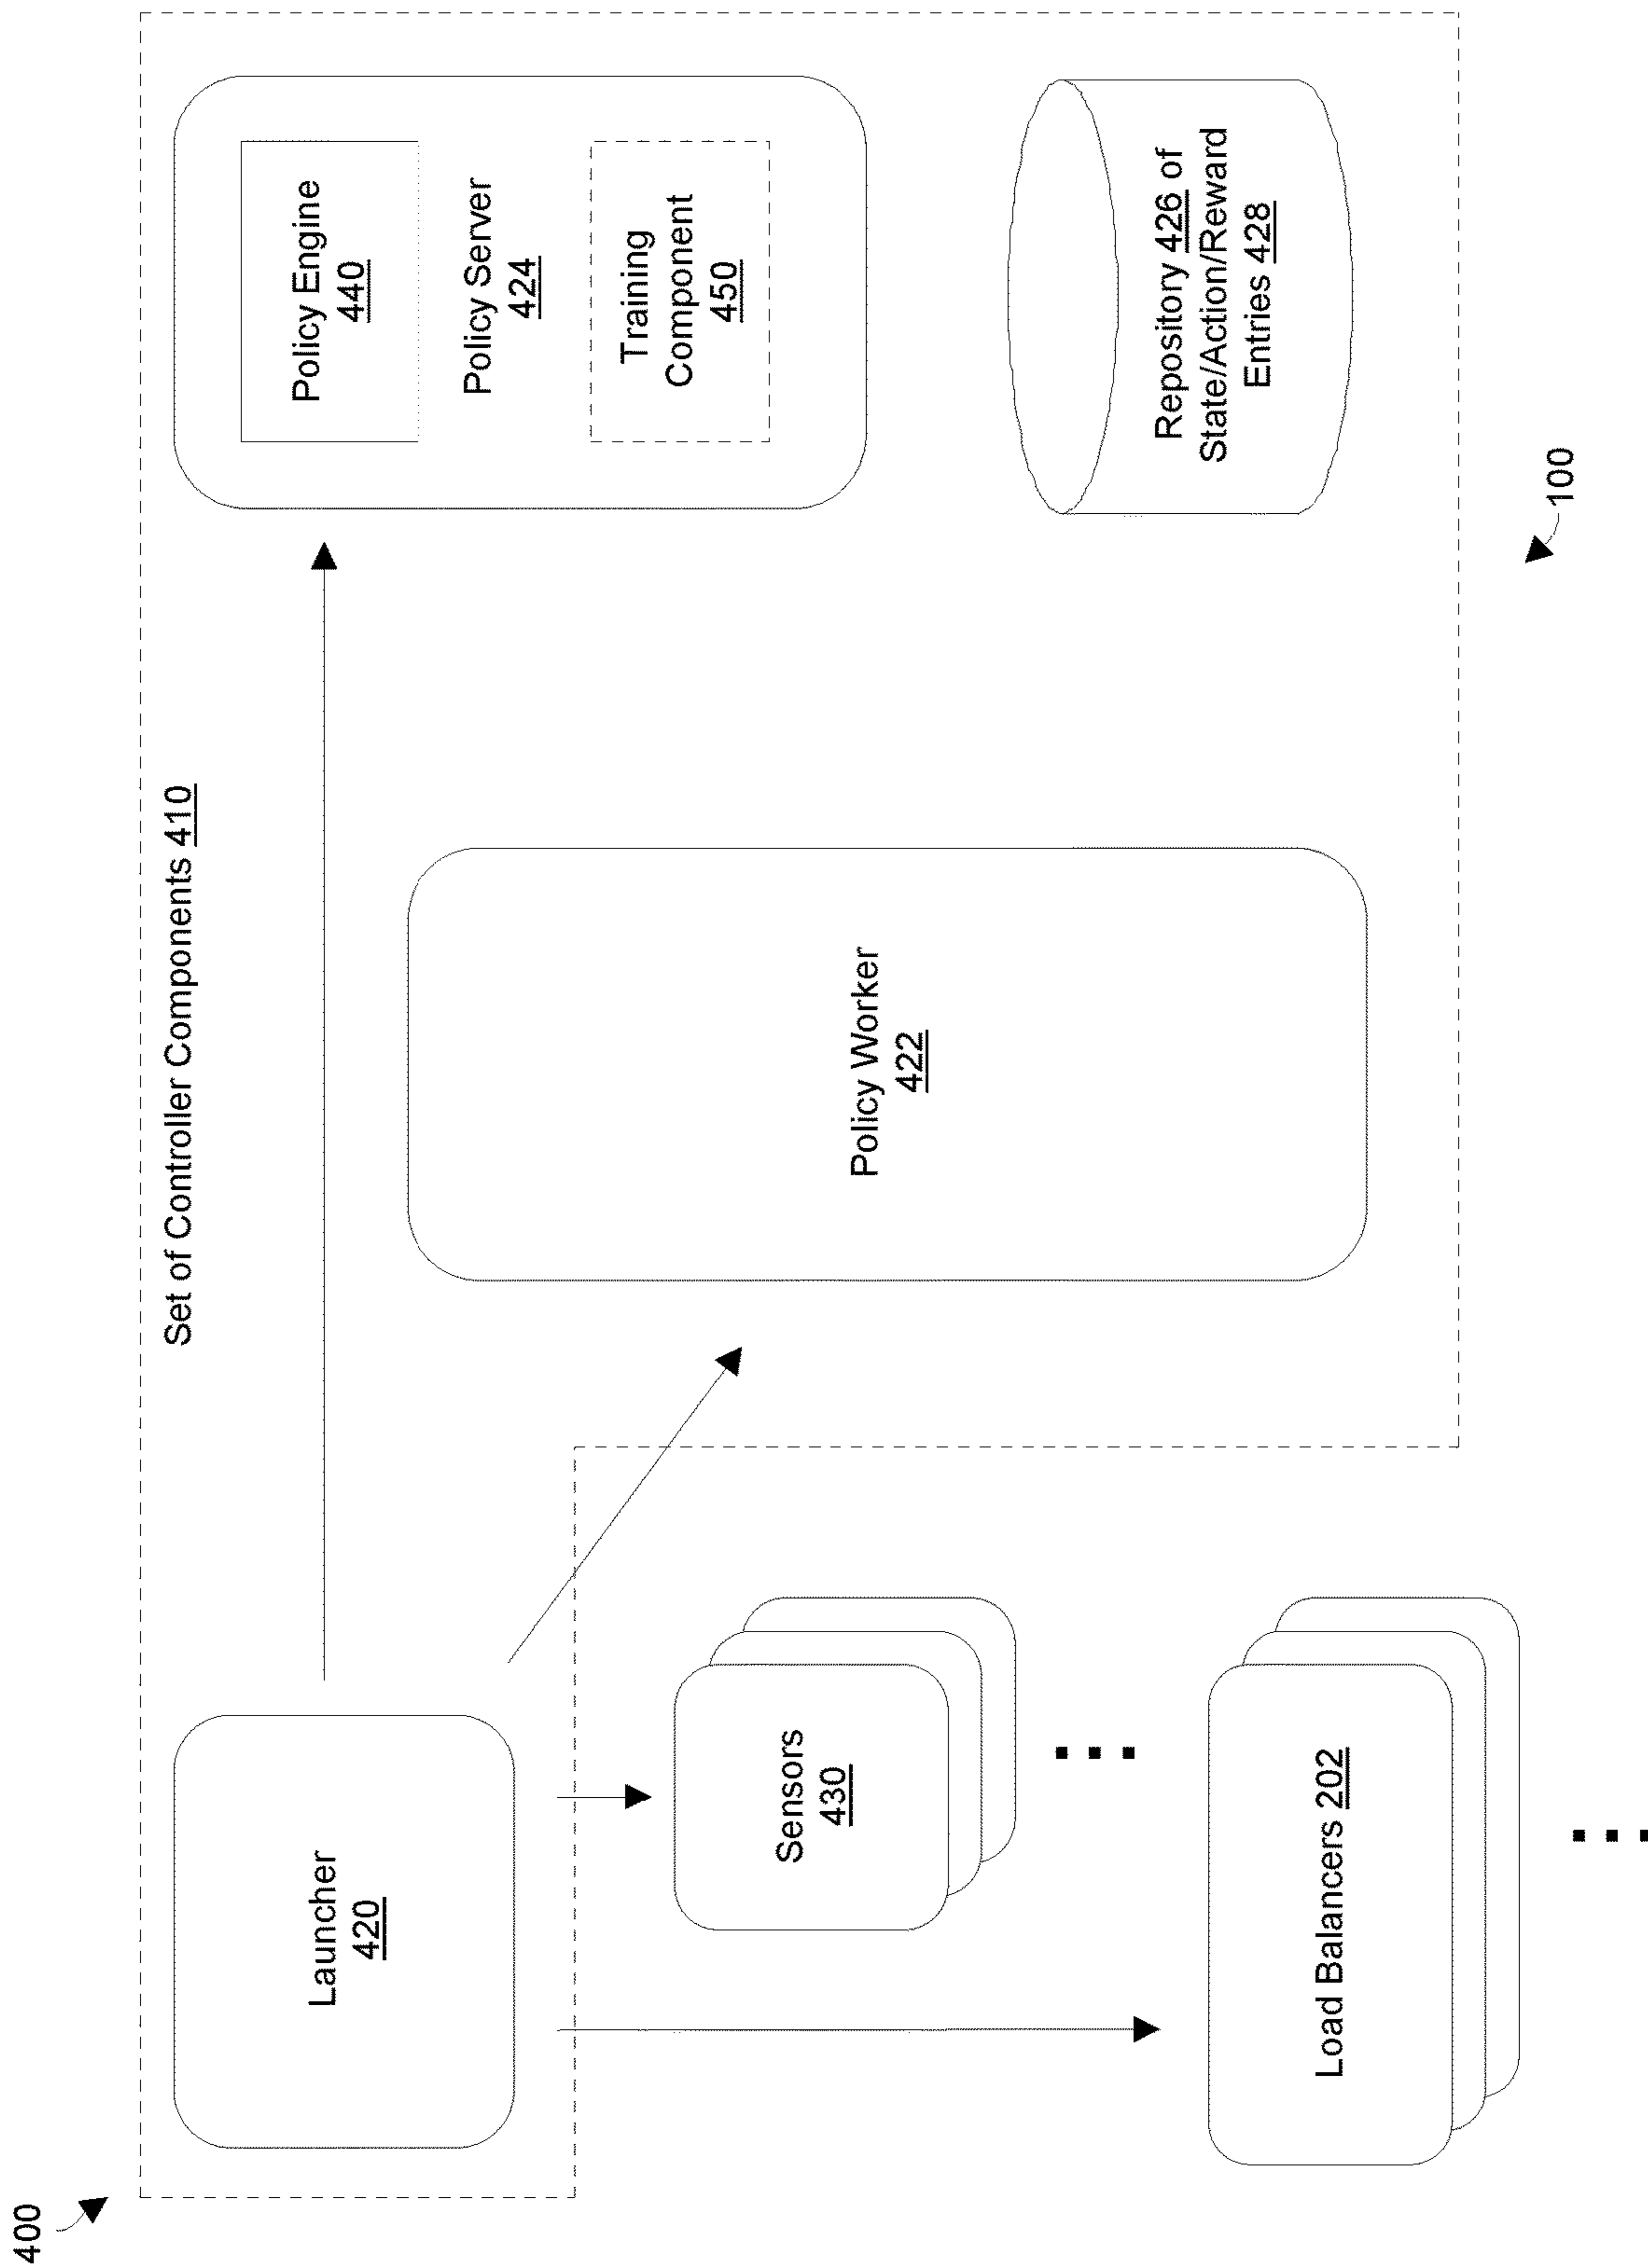 400
Set of Controller Components 410
Launcher
420
Policy Engine
440
Policy Server
424
Training
Component
450
Sensors
430
Policy Worker
422
Load Balancers 202
Repository 426 of
State/Action/Reward
Entries 428
100